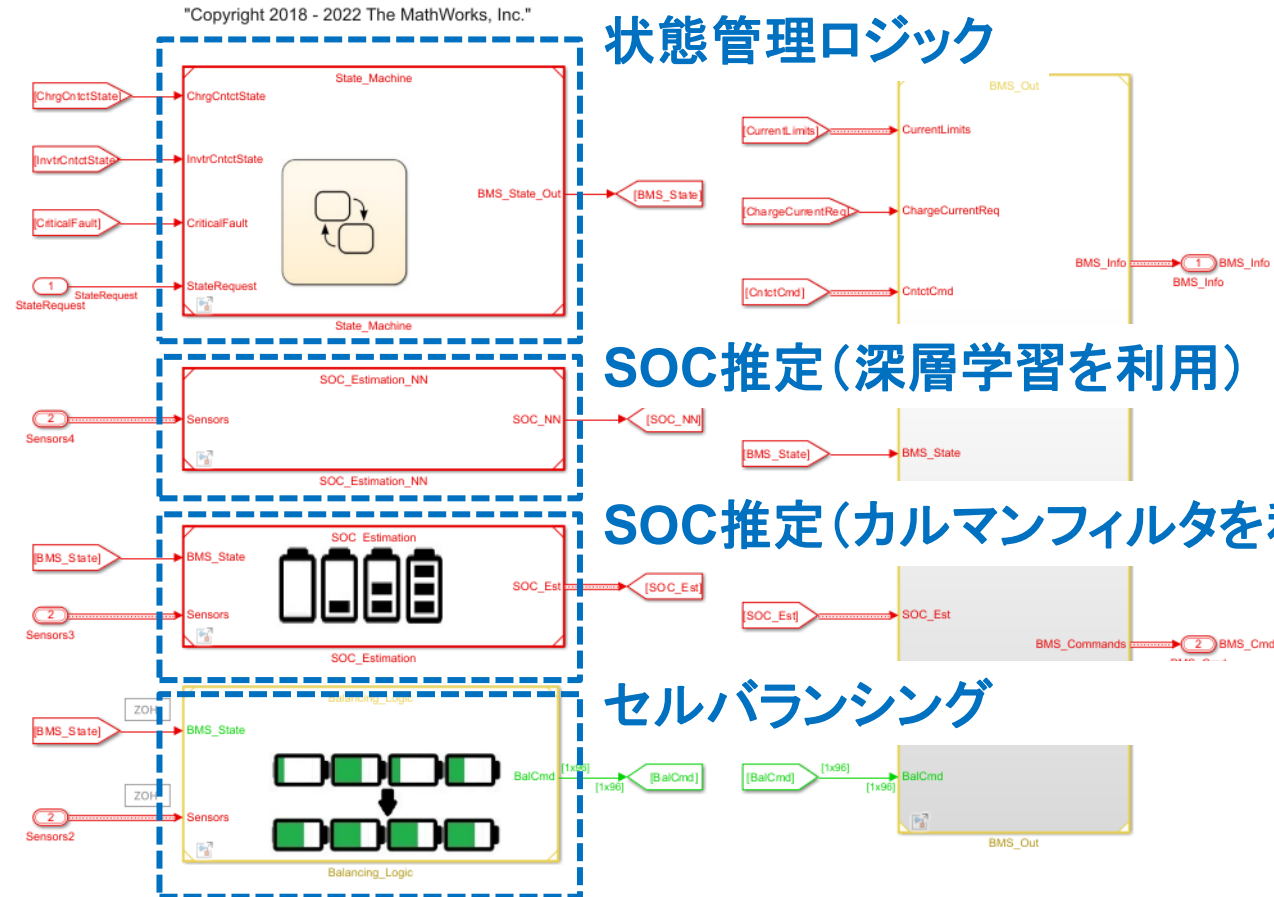 "Copyright 2018 - 2022 The MathWorks, Inc."
状態管理ロジック
State_Machine
[ChrgCntctState]
ChrgCntctState
[InvtrCntctState]
InvtrCntctState
BMS_State_Out
[BMS_State]
[CriticalFault]
CriticalFault
1
StateRequest
StateRequest
StateRequest
State_Machine
BMS_Out
[CurrentLimits]
CurrentLimits
[ChargeCurrentReq]
ChargeCurrentReq
BMS_Info
1
BMS_Info
BMS_Info
[CntctCmd]
CntctCmd
SOC推定(深層学習を利用)
SOC_Estimation_NN
2
Sensors4
Sensors
SOC_NN
[SOC_NN]
SOC_Estimation_NN
[BMS_State]
BMS_State
SOC推定(カルマンフィルタを
SOC_Estimation
[BMS_State]
BMS_State
SOC_Est
[SOC_Est]
2
Sensors3
Sensors
SOC_Estimation
[SOC_Est]
SOC_Est
BMS_Commands
2
BMS_Cmd
セルバランシング
Balancing_Logic
ZOH
[BMS_State]
BMS_State
BalCmd
[1x96]
[1x96]
[BalCmd]
ZOH
2
Sensors2
Sensors
Balancing_Logic
[BalCmd]
[1x96]
[1x96]
BalCmd
BMS_Out